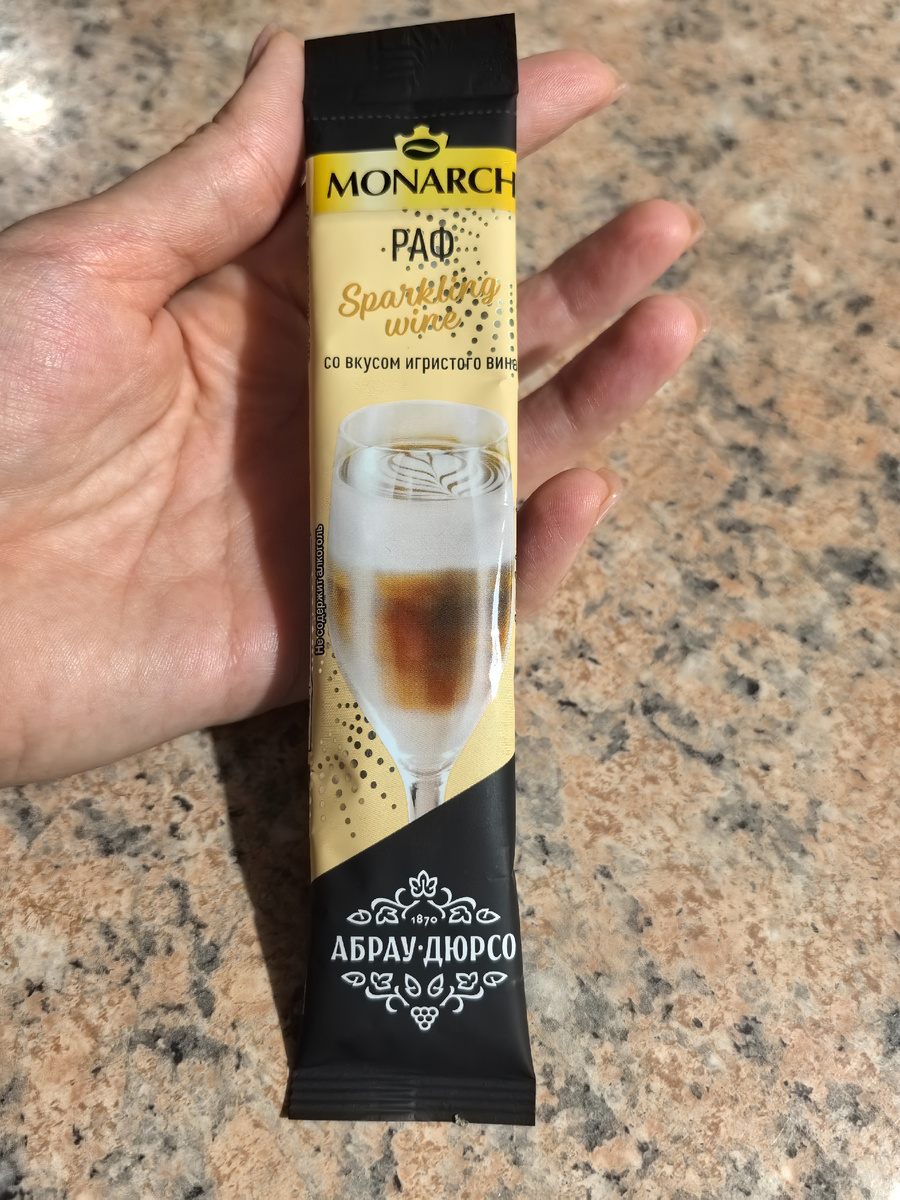 MONARCH
РАФ
Sparkling
wine
со вкусом игристого вина
Не содержит алкоголь
1870
АБРАУ·ДЮРСО